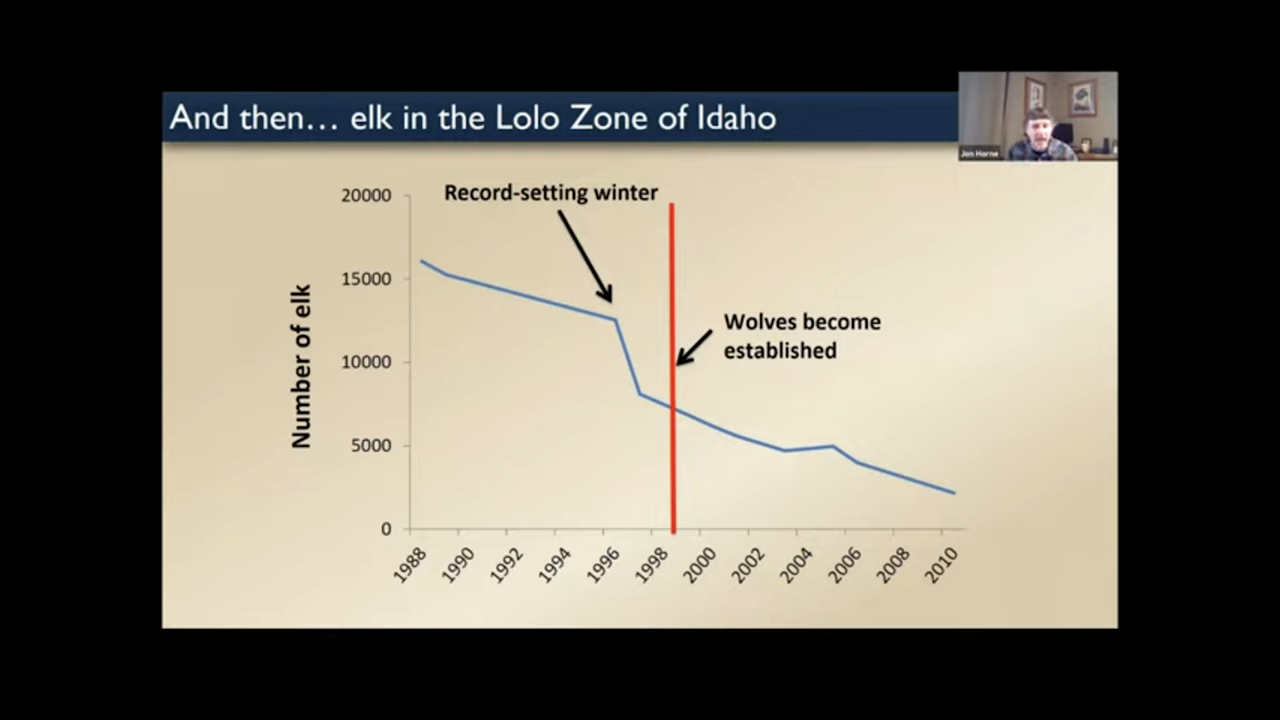 And then... elk in the Lolo Zone of Idaho
Jon Horne
Record-setting winter
Wolves become
established
Number of elk
20000
15000
10000
5000
0
1988
1990
1992
1994
1996
1998
2000
2002
2004
2006
2008
2010